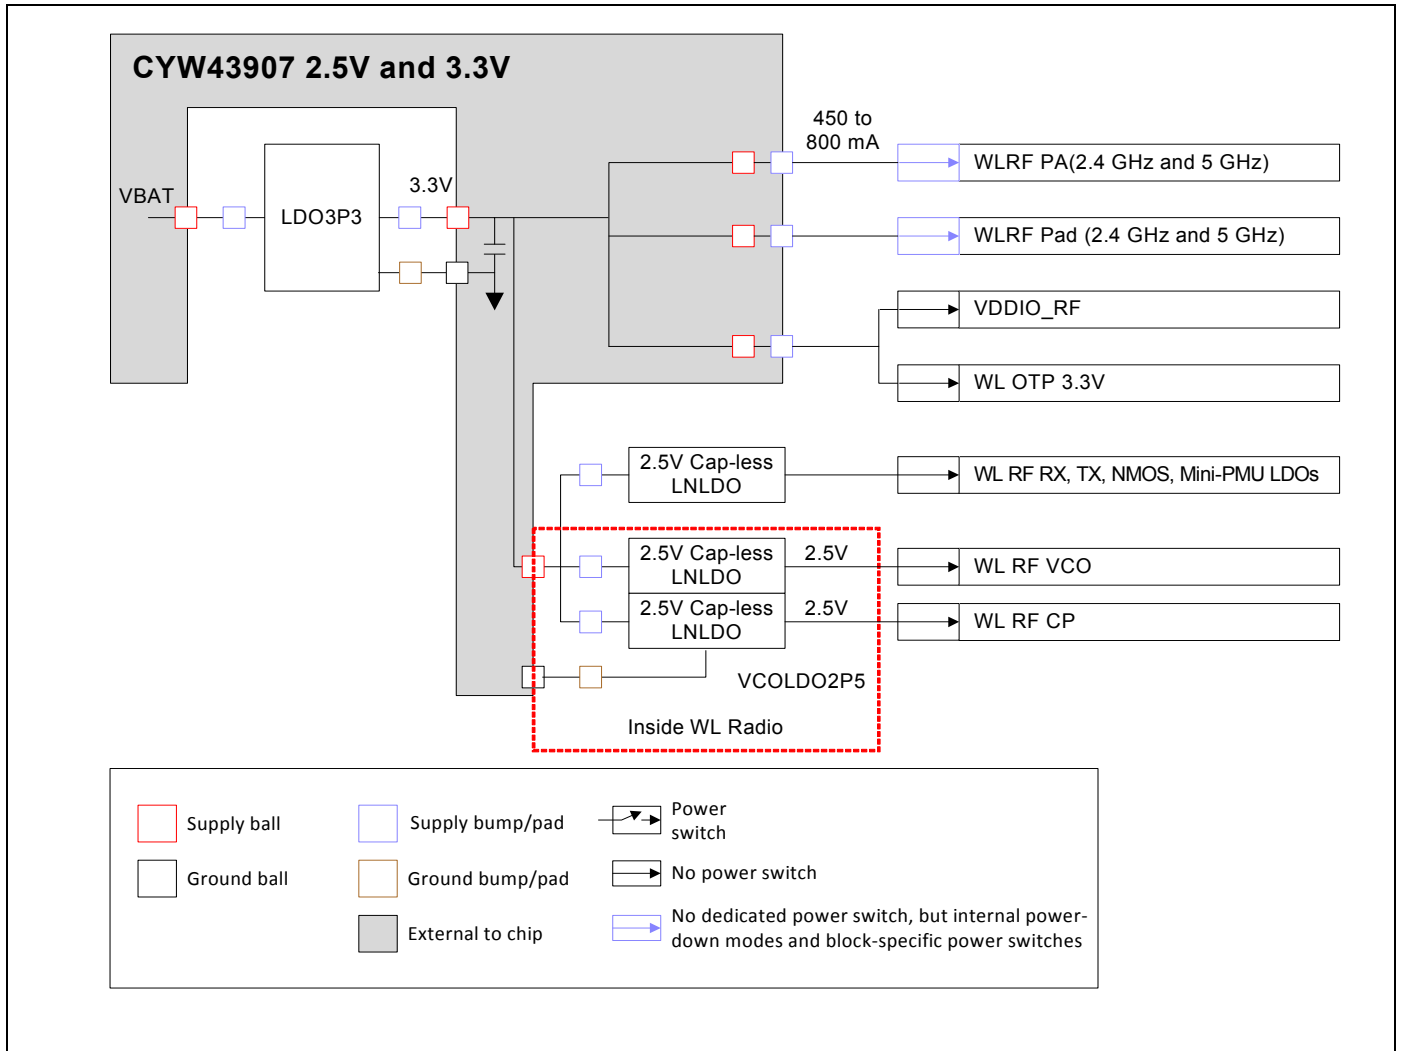 CYW43907 2.5V and 3.3V
450 to
800 mA
WLRF PA(2.4 GHz and 5 GHz)
VBAT
3.3V
LDO3P3
WLRF Pad (2.4 GHz and 5 GHz)
VDDIO_RF
WL OTP 3.3V
2.5V Cap-less
LNLDO
WL RF RX, TX, NMOS, Mini-PMU LDOs
2.5V Cap-less
LNLDO
2.5V
WL RF VCO
2.5V Cap-less
LNLDO
2.5V
WL RF CP
VCOLDO2P5
Inside WL Radio
Supply ball
Supply bump/pad
Power
switch
Ground ball
Ground bump/pad
No power switch
External to chip
No dedicated power switch, but internal power-
down modes and block-specific power switches